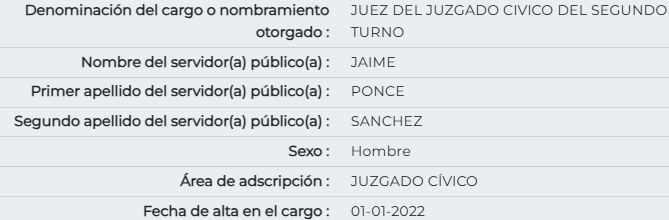 Denominación del cargo o nombramiento JUEZ DEL JUZGADO CIVICO DEL SEGUNDO
otorgado : TURNO
Nombre del servidor(a) público(a) : JAIME
Primer apellido del servidor(a) público(a) : PONCE
Segundo apellido del servidor(a) público(a) : SANCHEZ
Sexo : Hombre
Área de adscripción : JUZGADO CÍVICO
Fecha de alta en el cargo : 01-01-2022